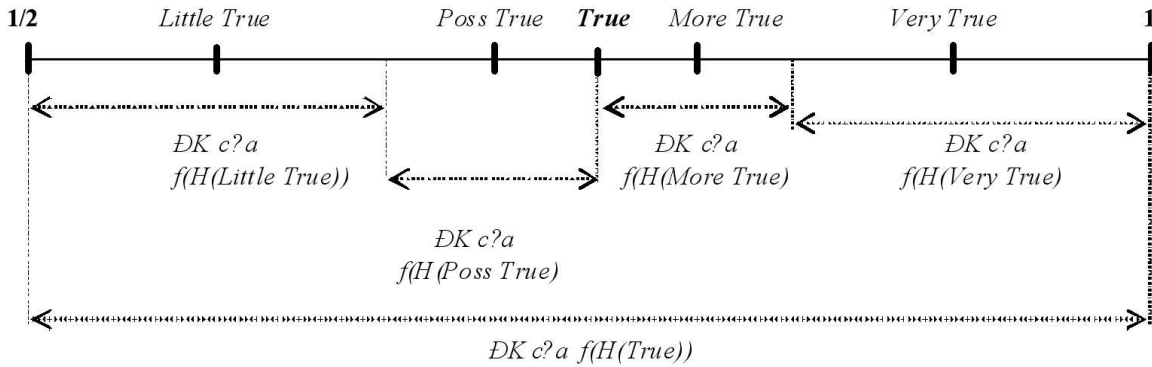 1/2 Little True Poss True True More True Very True 1
ĐK c?a ĐK c?a ĐK c?a
f(H(Little True)) f(H(More True) f(H(Very True)
ĐK c?a
f(H(Poss True)
ĐK c?a f(H(True))